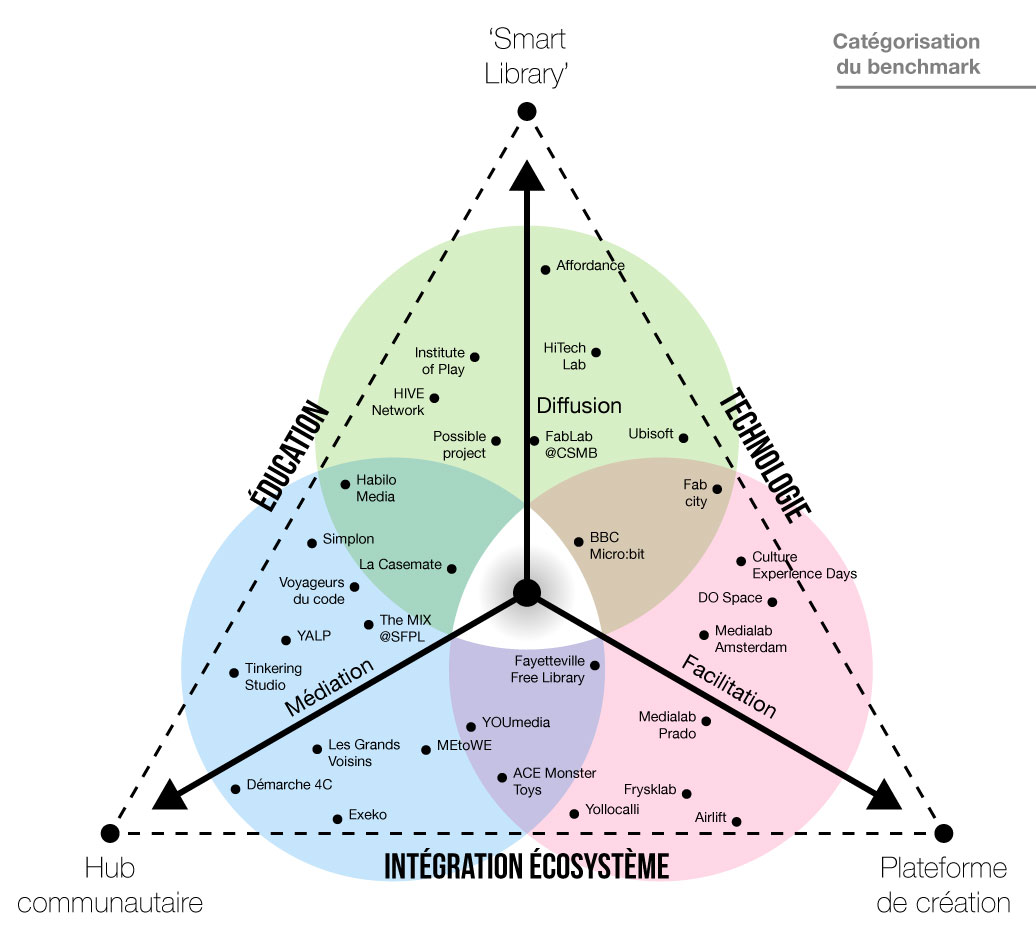 ‘Smart
Library’
Catégorisation
du benchmark
Affordance
Institute
of Play
HiTech
Lab
HIVE
Network
Diffusion
Possible
project
FabLab
@CSMB
Ubisoft
ÉDUCATION
TECHNOLOGIE
Habilo
Media
Fab
city
Simplon
BBC
Micro:bit
La Casemate
Culture
Experience Days
Voyageurs
du code
DO Space
The MIX
@SFPL
YALP
Medialab
Amsterdam
Tinkering
Studio
Médiation
Fayetteville
Free Library
Facilitation
YOUmedia
Medialab
Prado
Les Grands
Voisins
MEtoWE
Démarche 4C
ACE Monster
Toys
Frysklab
Exeko
Yollocalli
Airlift
INTÉGRATION ÉCOSYSTÈME
Hub
communautaire
Plateforme
de création